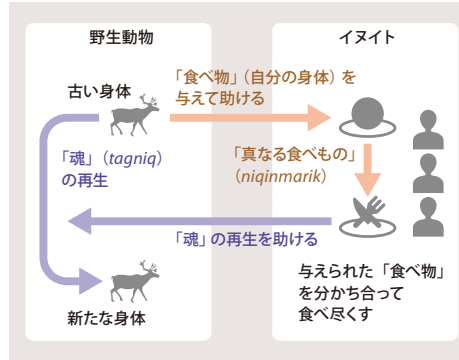 野生動物
イヌイト
古い身体
「食べ物」（自分の身体）を
与えて助ける
「魂」（tagniq）
の再生
「真なる食べもの」
（niqinmarik）
「魂」の再生を助ける
新たな身体
与えられた「食べ物」
を分かち合って
食べ尽くす